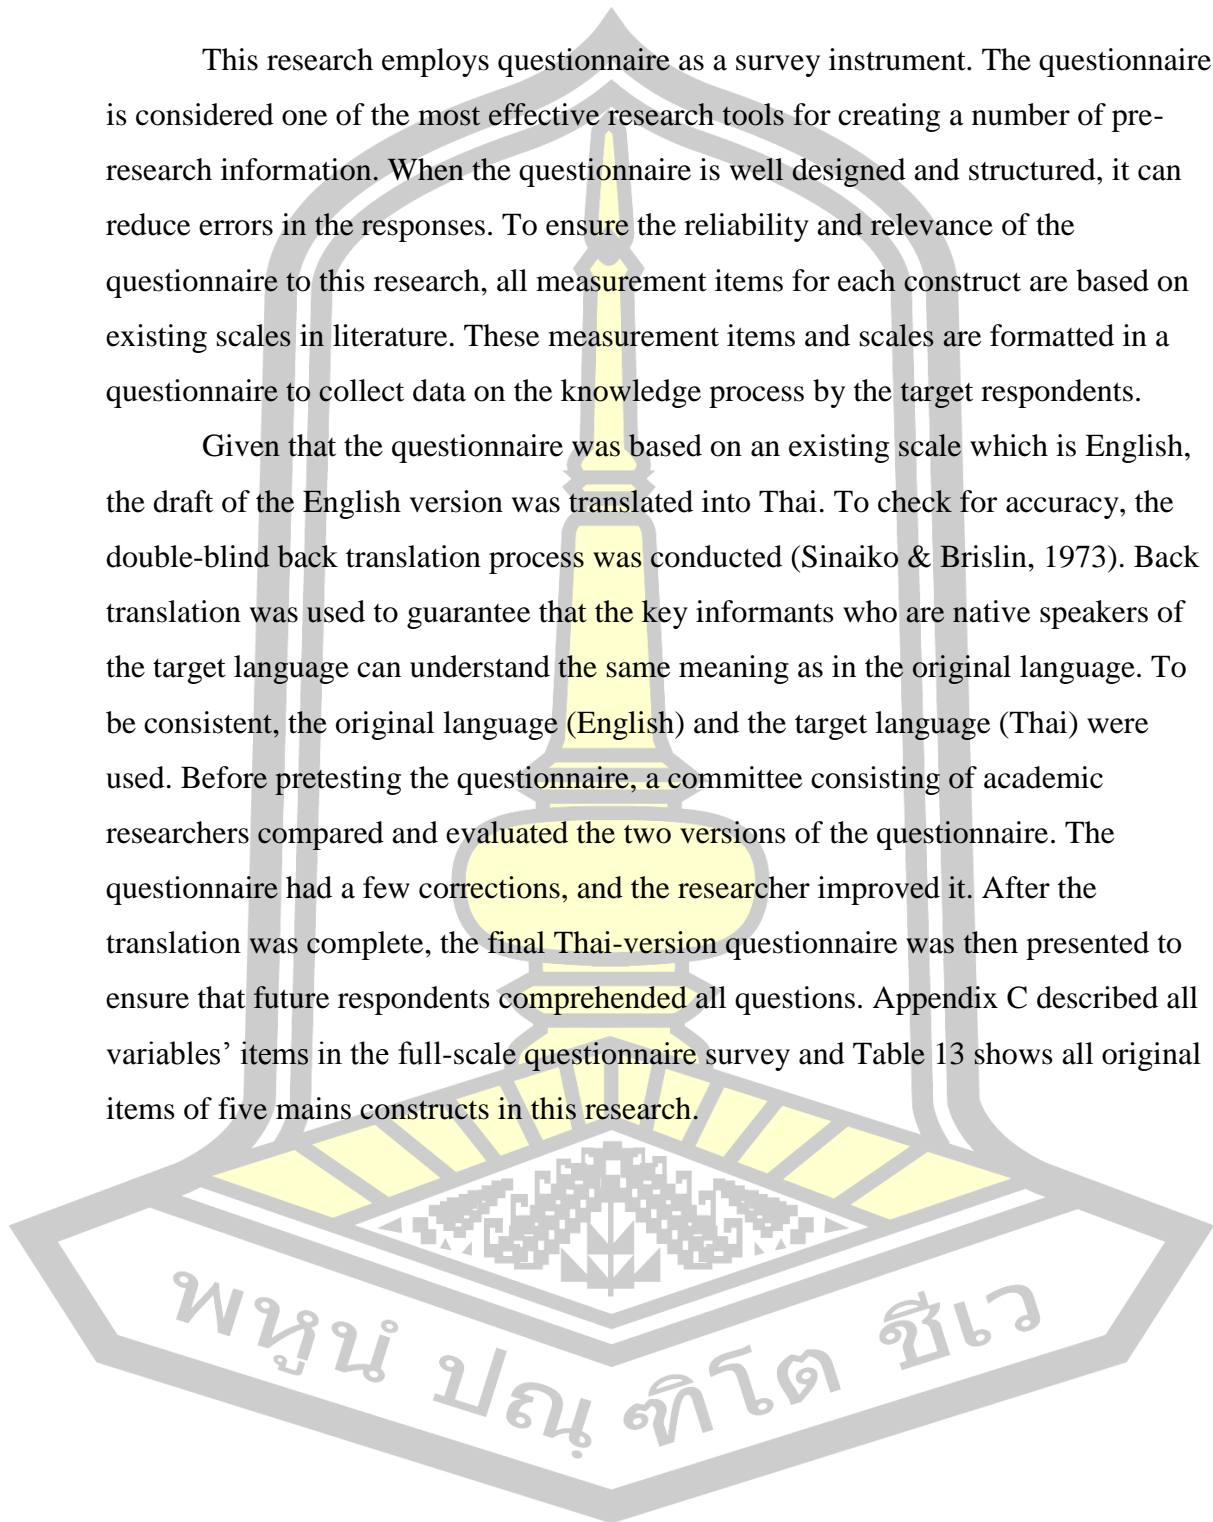 This research employs questionnaire as a survey instrument. The questionnaire
is considered one of the most effective research tools for creating a number of pre-
research information. When the questionnaire is well designed and structured, it can
reduce errors in the responses. To ensure the reliability and relevance of the
questionnaire to this research, all measurement items for each construct are based on
existing scales in literature. These measurement items and scales are formatted in a
questionnaire to collect data on the knowledge process by the target respondents.
Given that the questionnaire was based on an existing scale which is English,
the draft of the English version was translated into Thai. To check for accuracy, the
double-blind back translation process was conducted (Sinaiko & Brislin, 1973). Back
translation was used to guarantee that the key informants who are native speakers of
the target language can understand the same meaning as in the original language. To
be consistent, the original language (English) and the target language (Thai) were
used. Before pretesting the questionnaire, a committee consisting of academic
researchers compared and evaluated the two versions of the questionnaire. The
questionnaire had a few corrections, and the researcher improved it. After the
translation was complete, the final Thai-version questionnaire was then presented to
ensure that future respondents comprehended all questions. Appendix C described all
variables’ items in the full-scale questionnaire survey and Table 13 shows all original
items of five mains constructs in this research.
พหูนํ ปณฺฑิโต ชีเว